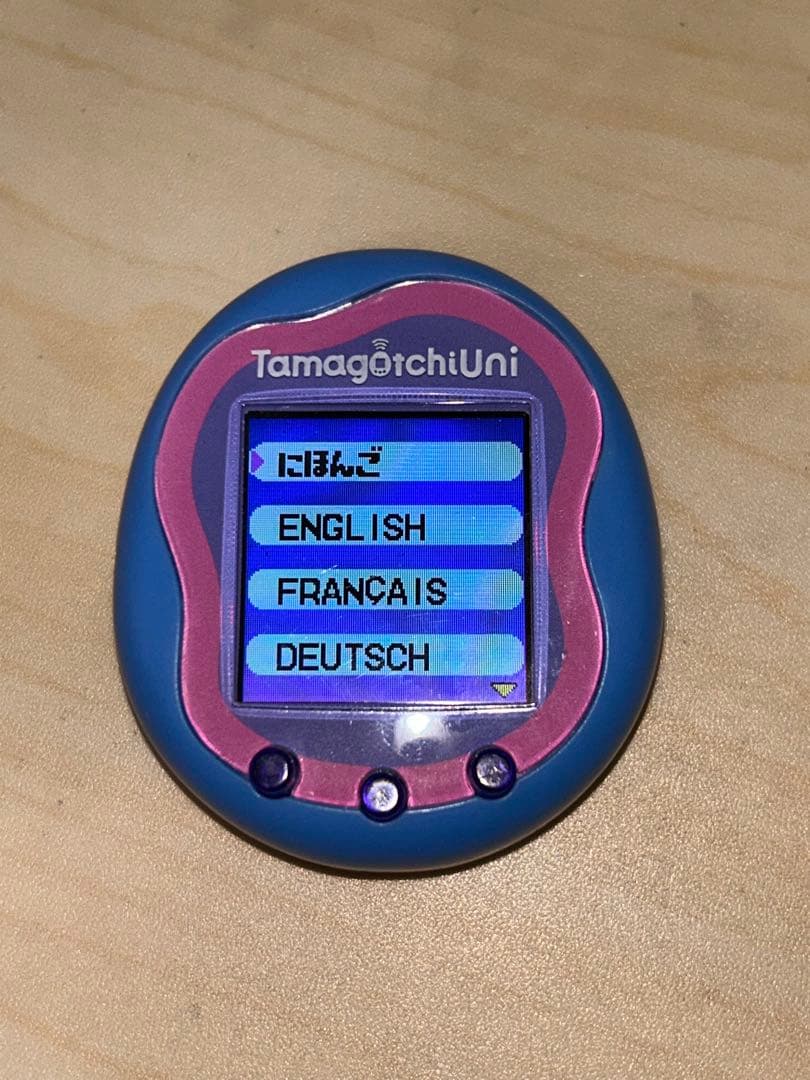 TamagotchiUni
にほんご
ENGLISH
FRANÇAIS
DEUTSCH